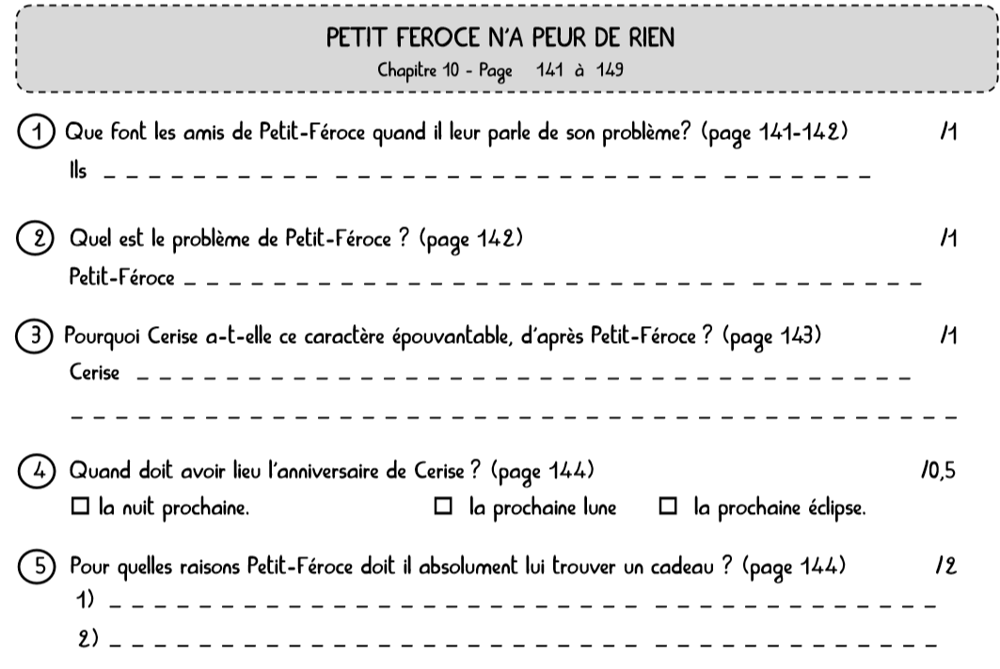 PETIT FEROCE N'A PEUR DE RIEN
Chapitre 10 - Page 141 à 149
1 Que font les amis de Petit-Féroce quand il leur parle de son problème? (page 141-142) /1
Ils _ _ _ _ _ _ _ _ _ _ _ _ _ _ _ _ _ _ _ _ _ _ _ _ _ _ _ _ _ _ _ _ _ _
2 Quel est le problème de Petit-Féroce ? (page 142) /1
Petit-Féroce _ _ _ _ _ _ _ _ _ _ _ _ _ _ _ _ _ _ _ _ _ _ _ _ _ _ _ _ _ _ _ _ _
3 Pourquoi Cerise a-t-elle ce caractère épouvantable, d'après Petit-Féroce ? (page 143) /1
Cerise _ _ _ _ _ _ _ _ _ _ _ _ _ _ _ _ _ _ _ _ _ _ _ _ _ _ _ _ _ _ _ _ _ _ _
_ _ _ _ _ _ _ _ _ _ _ _ _ _ _ _ _ _ _ _ _ _ _ _ _ _ _ _ _ _ _ _ _ _ _ _ _ _ _ _
4 Quand doit avoir lieu l'anniversaire de Cerise ? (page 144) /0,5
☐ la nuit prochaine. ☐ la prochaine lune ☐ la prochaine éclipse.
5 Pour quelles raisons Petit-Féroce doit il absolument lui trouver un cadeau ? (page 144) /2
1) _ _ _ _ _ _ _ _ _ _ _ _ _ _ _ _ _ _ _ _ _ _ _ _ _ _ _ _ _ _ _ _ _ _ _ _ _
2) _ _ _ _ _ _ _ _ _ _ _ _ _ _ _ _ _ _ _ _ _ _ _ _ _ _ _ _ _ _ _ _ _ _ _ _ _